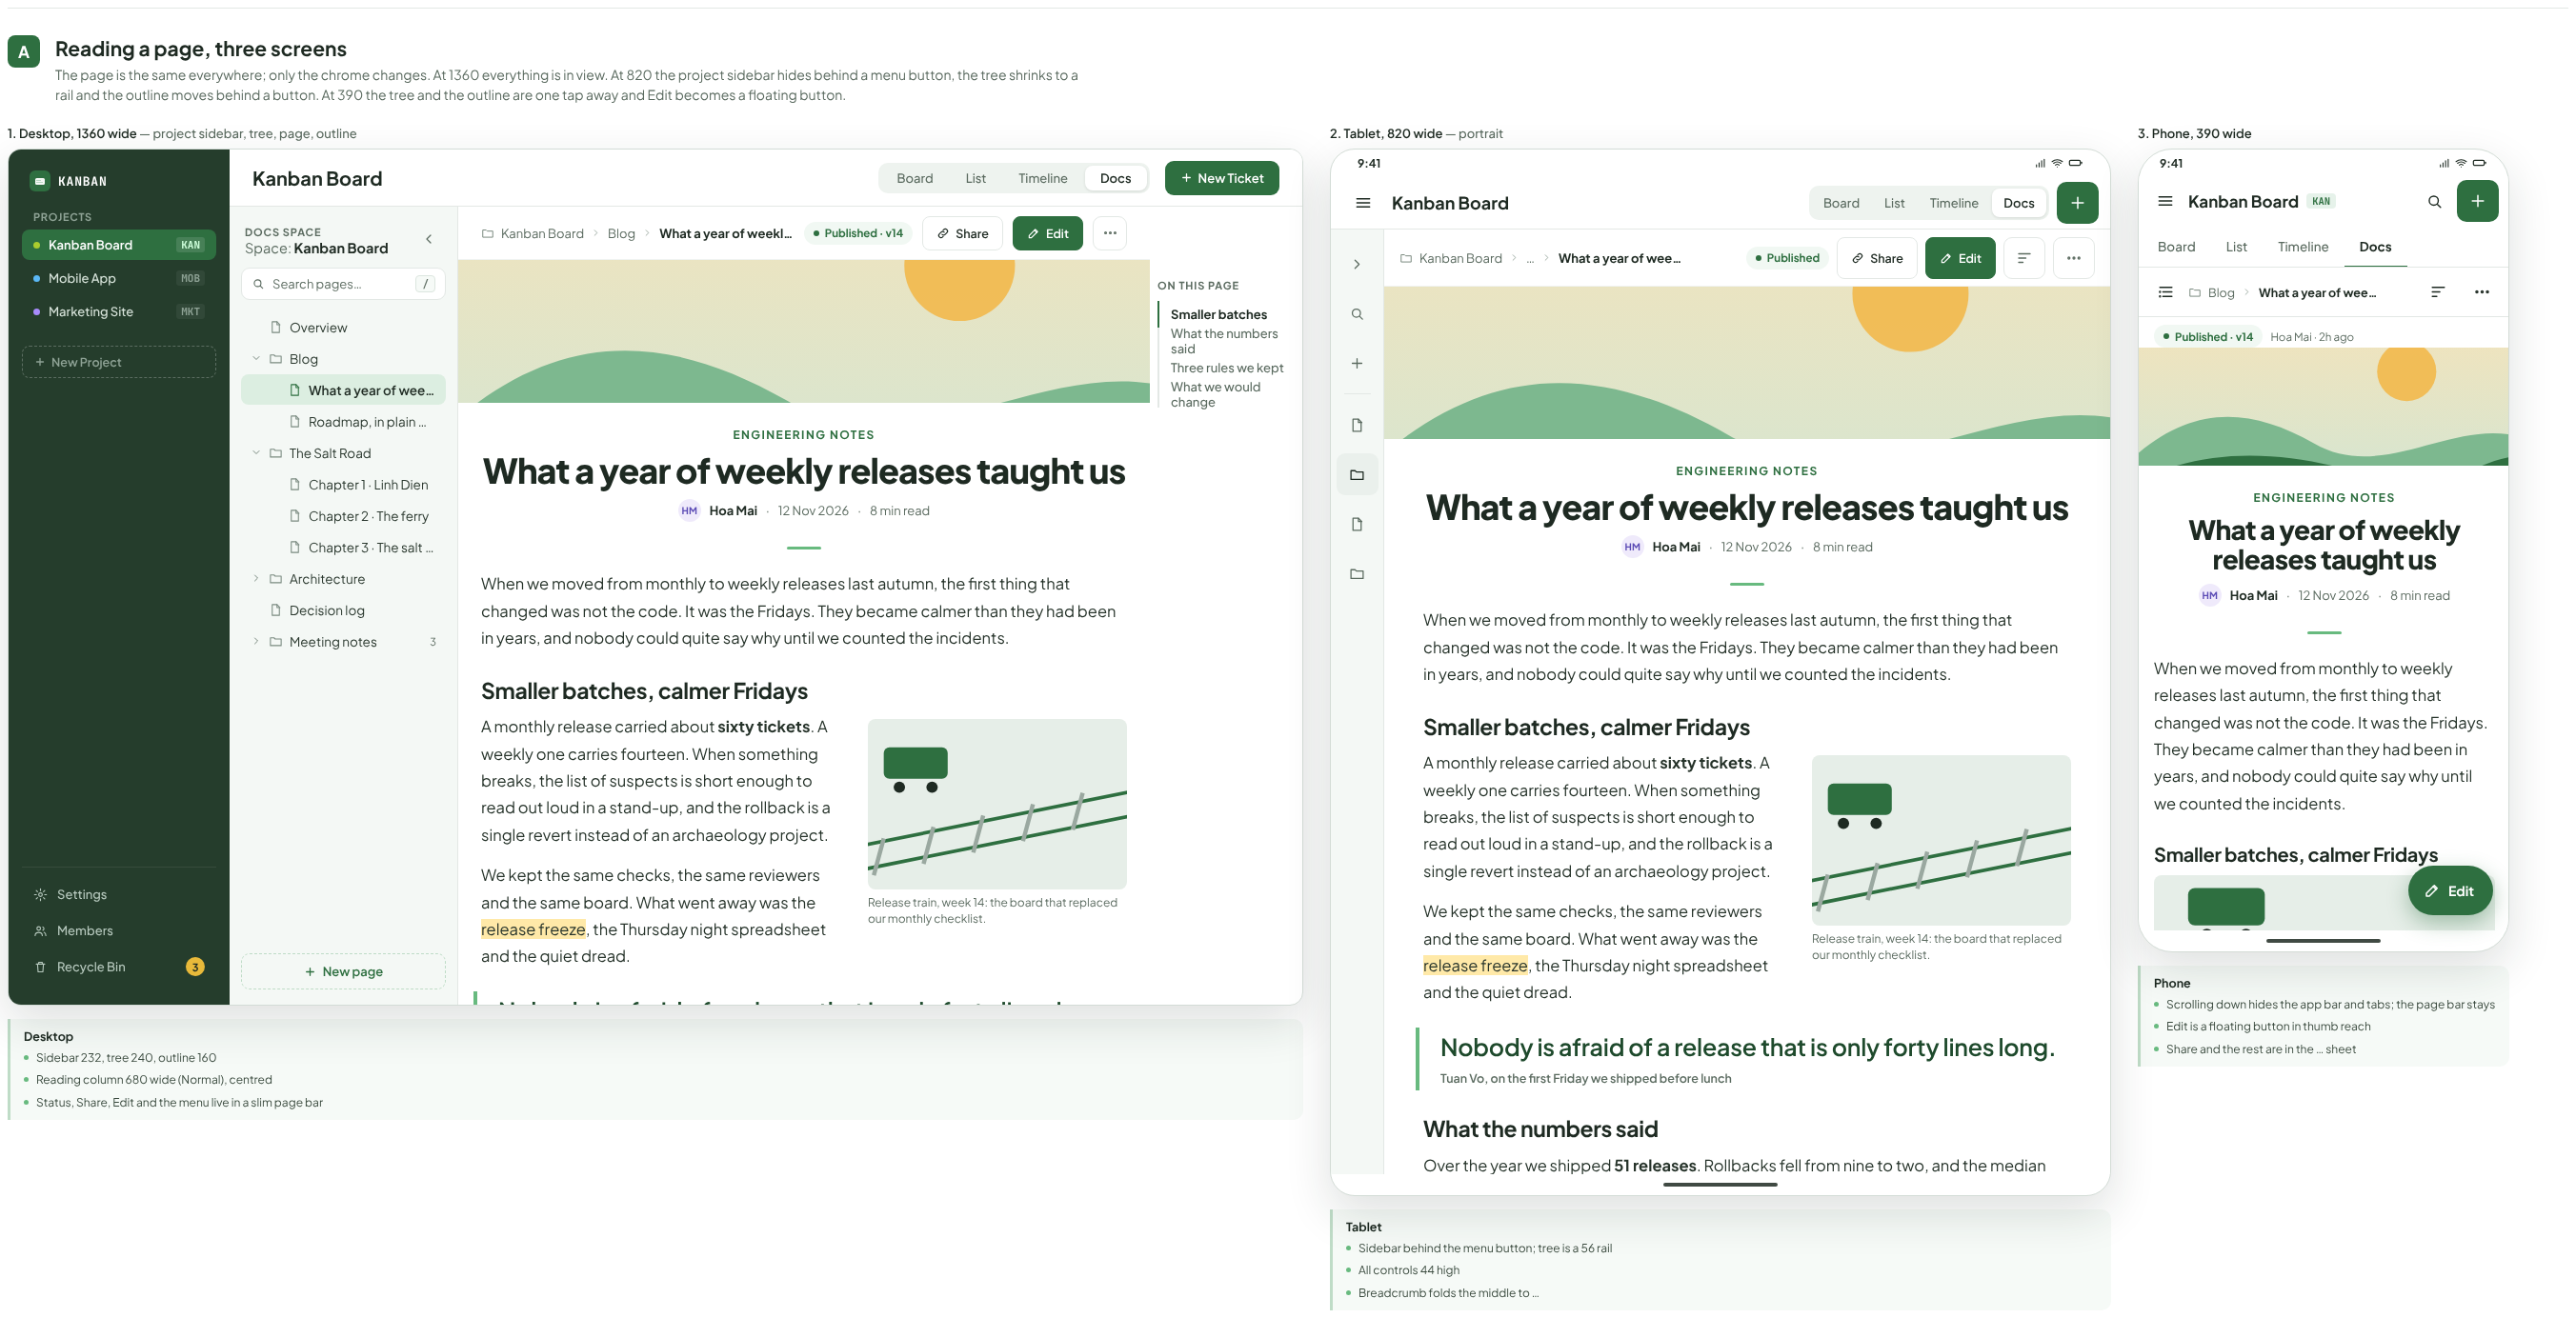 A
Reading a page, three screens
The page is the same everywhere; only the chrome changes. At 1360 everything is in view. At 820 the project sidebar hides behind a menu button, the tree shrinks to a
rail and the outline moves behind a button. At 390 the tree and the outline are one tap away and Edit becomes a floating button.
1. Desktop, 1360 wide — project sidebar, tree, page, outline
KANBAN
PROJECTS
Kanban Board KAN
Mobile App MOB
Marketing Site MKT
+ New Project
Settings
Members
Recycle Bin 3
Kanban Board
Board List Timeline Docs
+ New Ticket
DOCS SPACE
Space: Kanban Board
Search pages... /
Overview
Blog
What a year of wee...
Roadmap, in plain ...
The Salt Road
Chapter 1 · Linh Dien
Chapter 2 · The ferry
Chapter 3 · The salt ...
Architecture
Decision log
Meeting notes 3
+ New page
Kanban Board > Blog > What a year of weekl... Published · v14 Share Edit ...
ON THIS PAGE
Smaller batches
What the numbers
said
Three rules we kept
What we would
change
ENGINEERING NOTES
What a year of weekly releases taught us
HM Hoa Mai · 12 Nov 2026 · 8 min read
When we moved from monthly to weekly releases last autumn, the first thing that
changed was not the code. It was the Fridays. They became calmer than they had been
in years, and nobody could quite say why until we counted the incidents.
Smaller batches, calmer Fridays
A monthly release carried about sixty tickets. A
weekly one carries fourteen. When something
breaks, the list of suspects is short enough to
read out loud in a stand-up, and the rollback is a
single revert instead of an archaeology project.
We kept the same checks, the same reviewers
and the same board. What went away was the
release freeze, the Thursday night spreadsheet
and the quiet dread.
Release train, week 14: the board that replaced
our monthly checklist.
Desktop
Sidebar 232, tree 240, outline 160
Reading column 680 wide (Normal), centred
Status, Share, Edit and the menu live in a slim page bar
2. Tablet, 820 wide — portrait
9:41
Kanban Board
Board List Timeline Docs
+
Kanban Board > ... > What a year of wee... Published Share Edit ...
ENGINEERING NOTES
What a year of weekly releases taught us
HM Hoa Mai · 12 Nov 2026 · 8 min read
When we moved from monthly to weekly releases last autumn, the first thing that
changed was not the code. It was the Fridays. They became calmer than they had been
in years, and nobody could quite say why until we counted the incidents.
Smaller batches, calmer Fridays
A monthly release carried about sixty tickets. A
weekly one carries fourteen. When something
breaks, the list of suspects is short enough to
read out loud in a stand-up, and the rollback is a
single revert instead of an archaeology project.
We kept the same checks, the same reviewers
and the same board. What went away was the
release freeze, the Thursday night spreadsheet
and the quiet dread.
Release train, week 14: the board that replaced
our monthly checklist.
Nobody is afraid of a release that is only forty lines long.
Tuan Vo, on the first Friday we shipped before lunch
What the numbers said
Over the year we shipped 51 releases. Rollbacks fell from nine to two, and the median
Tablet
Sidebar behind the menu button; tree is a 56 rail
All controls 44 high
Breadcrumb folds the middle to ...
3. Phone, 390 wide
9:41
Kanban Board KAN
+
Board List Timeline Docs
Blog > What a year of wee... ...
Published · v14 Hoa Mai · 2h ago
ENGINEERING NOTES
What a year of weekly
releases taught us
HM Hoa Mai · 12 Nov 2026 · 8 min read
When we moved from monthly to weekly
releases last autumn, the first thing that
changed was not the code. It was the Fridays.
They became calmer than they had been in
years, and nobody could quite say why until
we counted the incidents.
Smaller batches, calmer Fridays
Edit
Phone
Scrolling down hides the app bar and tabs; the page bar stays
Edit is a floating button in thumb reach
Share and the rest are in the ... sheet